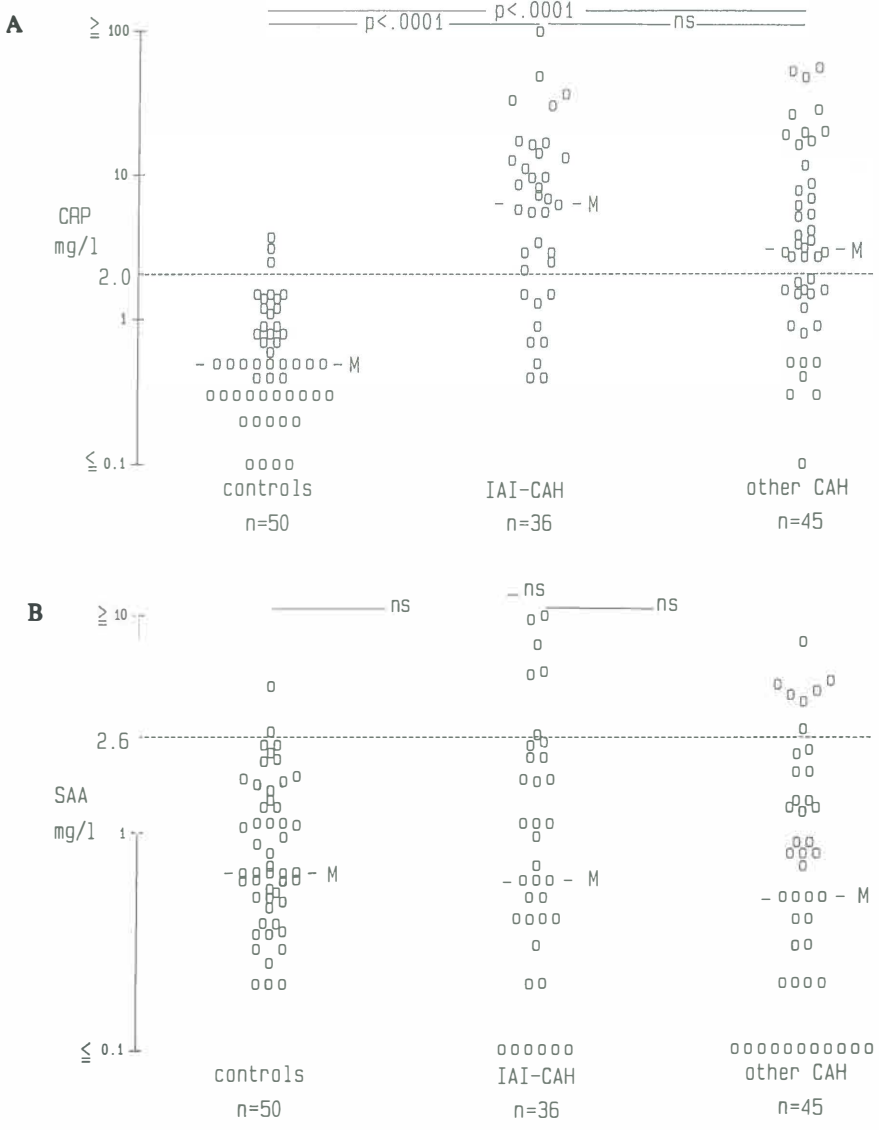 A
p<.0001
p<.0001 ns
≧ 100
10
CRP
mg/l
2.0
1
≦ 0.1
M
M
M
controls IAI-CAH other CAH
n=50 n=36 n=45
B
ns ns ns
≧ 10
2.6
SAA
mg/l
1
≦ 0.1
M
M
M
controls IAI-CAH other CAH
n=50 n=36 n=45